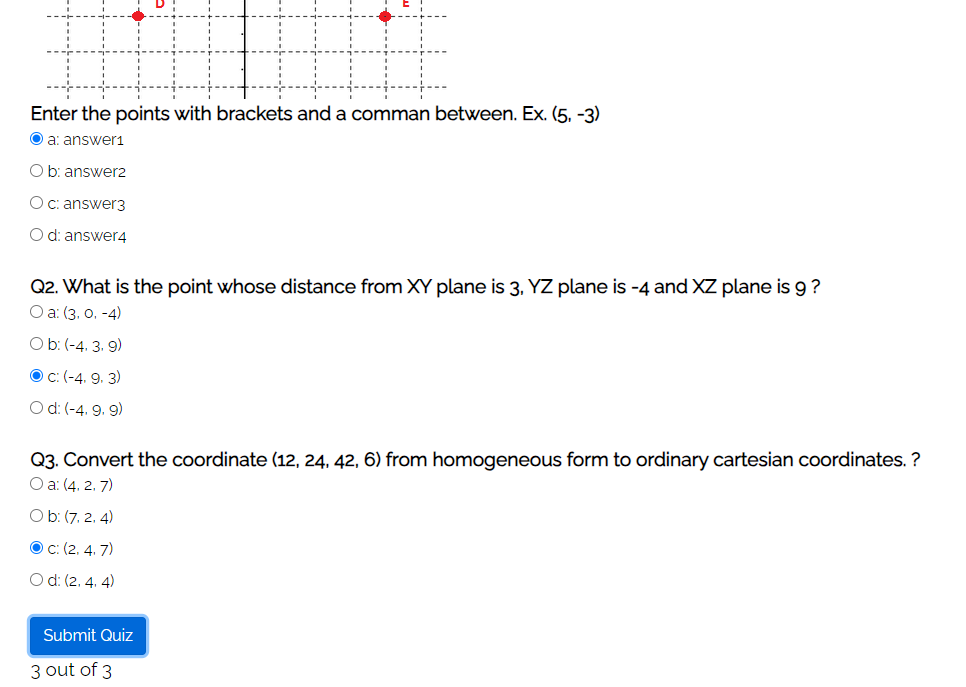 D E
Enter the points with brackets and a comman between. Ex. (5, -3)
a: answer1
b: answer2
c: answer3
d: answer4
Q2. What is the point whose distance from XY plane is 3, YZ plane is -4 and XZ plane is 9 ?
a: (3, 0, -4)
b: (-4, 3, 9)
c: (-4, 9, 3)
d: (-4, 9, 9)
Q3. Convert the coordinate (12, 24, 42, 6) from homogeneous form to ordinary cartesian coordinates. ?
a: (4, 2, 7)
b: (7, 2, 4)
c: (2, 4, 7)
d: (2, 4, 4)
Submit Quiz
3 out of 3